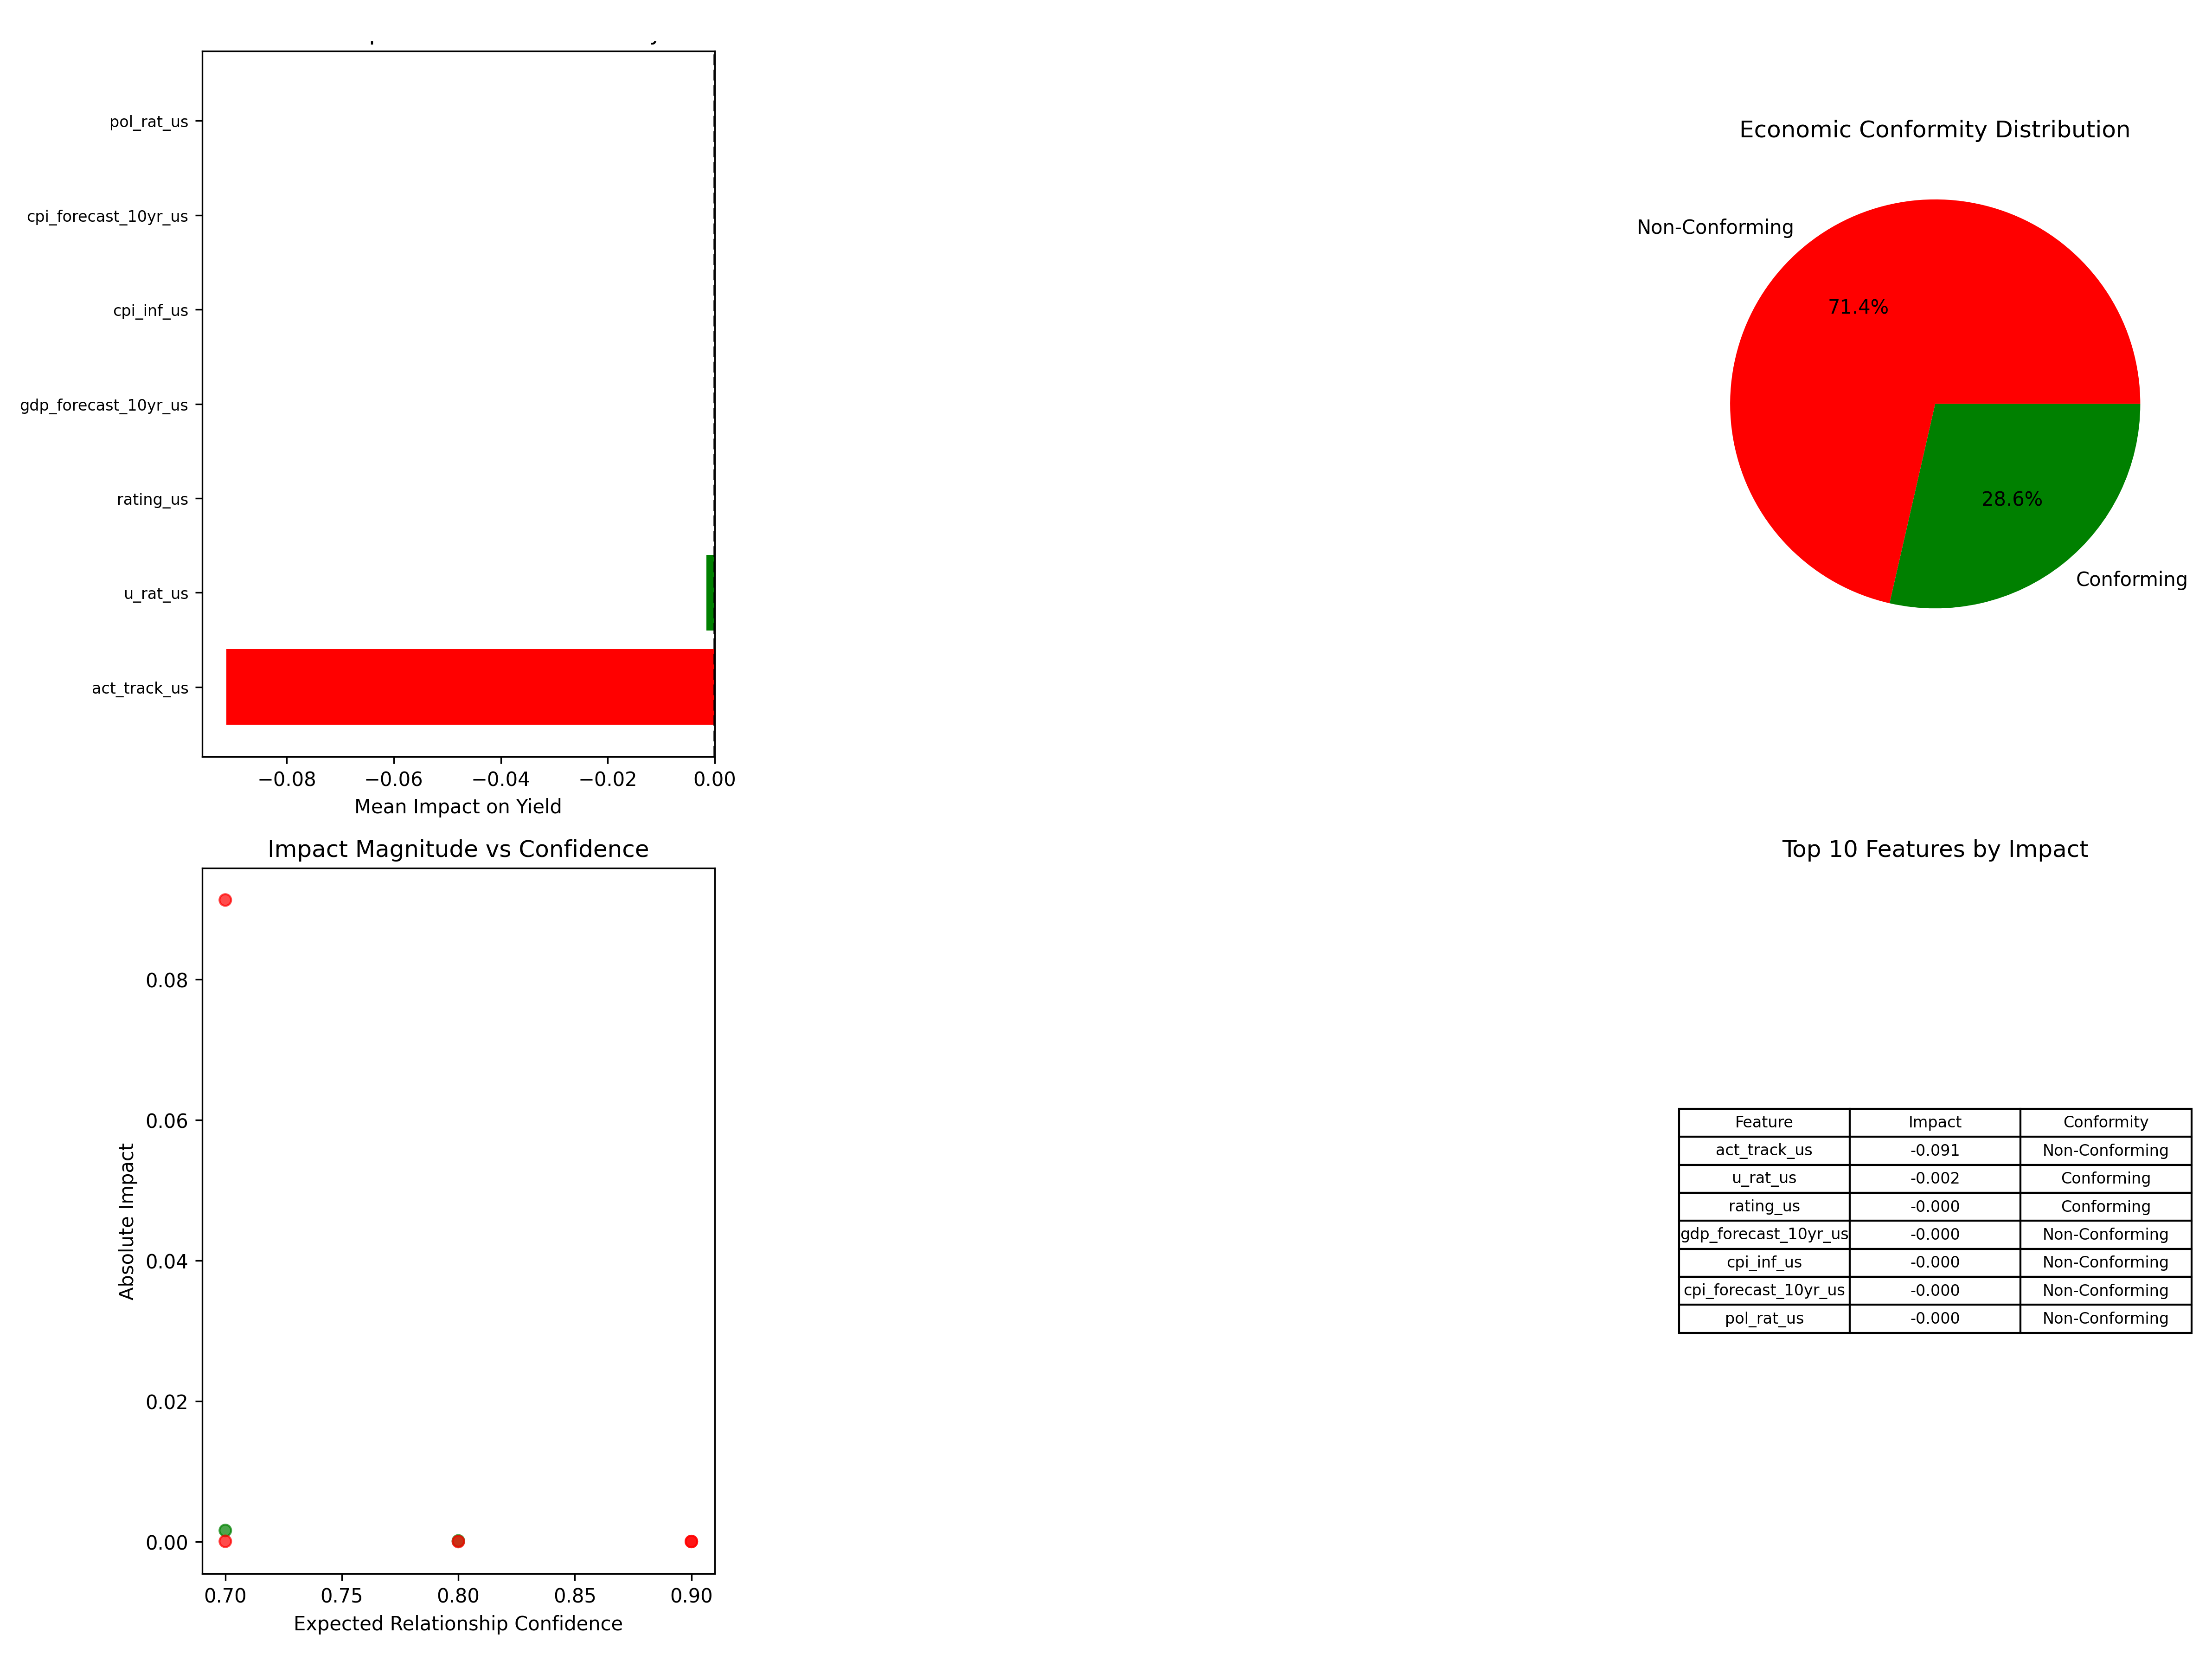 pol_rat_us
cpi_forecast_10yr_us
cpi_inf_us
gdp_forecast_10yr_us
rating_us
u_rat_us
act_track_us
−0.08 −0.06 −0.04 −0.02 0.00
Mean Impact on Yield
Economic Conformity Distribution
Non-Conforming
71.4%
28.6%
Conforming
Impact Magnitude vs Confidence
0.08
0.06
0.04
0.02
0.00
Absolute Impact
0.70 0.75 0.80 0.85 0.90
Expected Relationship Confidence
Top 10 Features by Impact
Feature Impact Conformity
act_track_us -0.091 Non-Conforming
u_rat_us -0.002 Conforming
rating_us -0.000 Conforming
gdp_forecast_10yr_us -0.000 Non-Conforming
cpi_inf_us -0.000 Non-Conforming
cpi_forecast_10yr_us -0.000 Non-Conforming
pol_rat_us -0.000 Non-Conforming